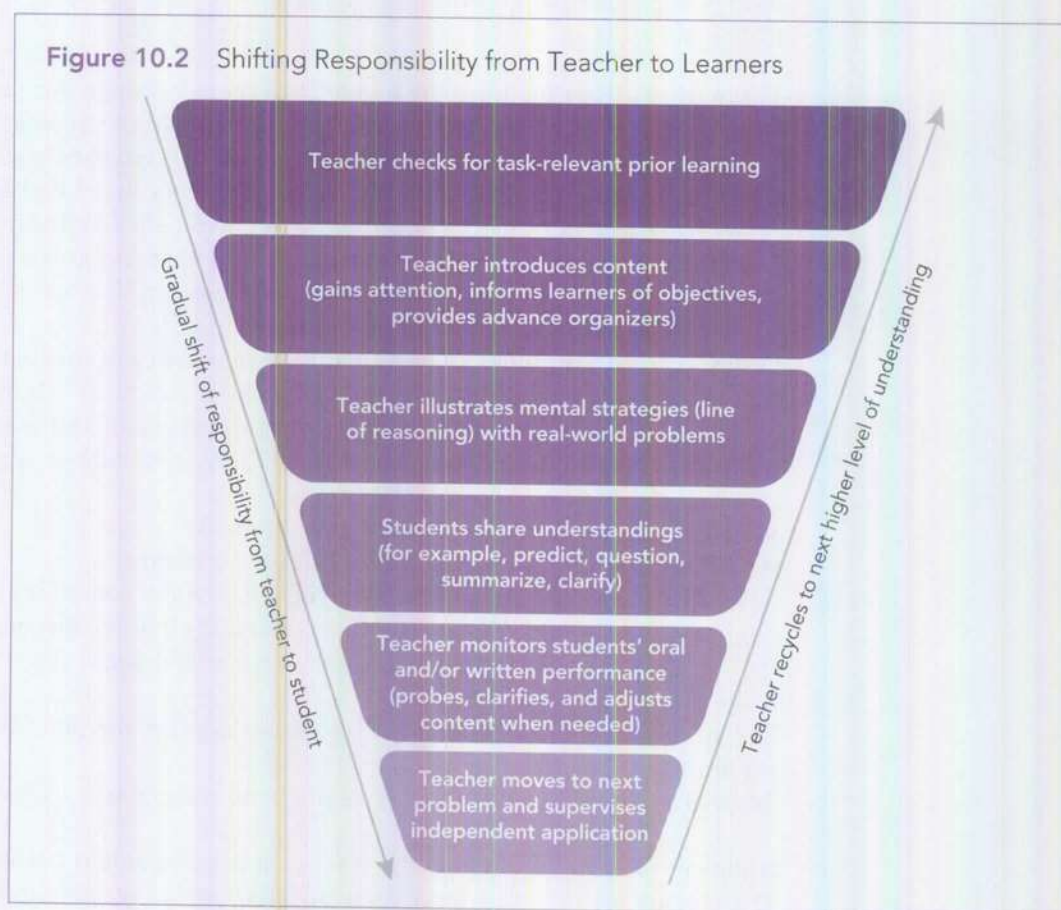 Figure 10.2 Shifting Responsibility from Teacher to Learners
Teacher checks for task-relevant prior learning
Teacher introduces content
(gains attention, informs learners of objectives,
provides advance organizers)
Teacher illustrates mental strategies (line
of reasoning) with real-world problems
Students share understandings
(for example, predict, question,
summarize, clarify)
Teacher monitors students' oral
and/or written performance
(probes, clarifies, and adjusts
content when needed)
Teacher moves to next
problem and supervises
independent application
Gradual shift of responsibility from teacher to student
Teacher recycles to next higher level of understanding